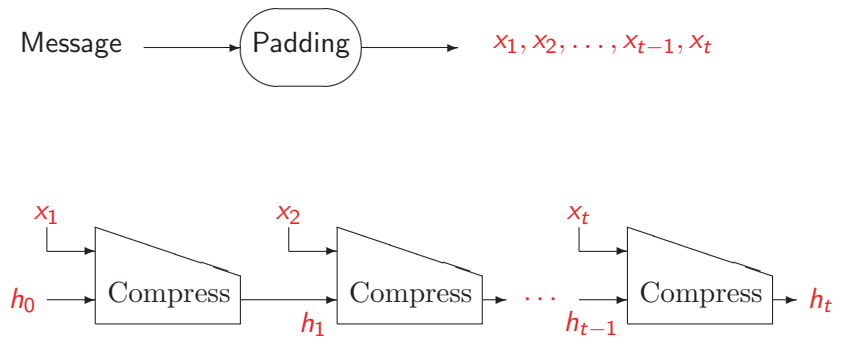 Message Padding x₁, x₂, . . . , xₜ₋₁, xₜ
x₁ x₂ xₜ
h₀ Compress Compress · · · Compress hₜ
h₁ hₜ₋₁